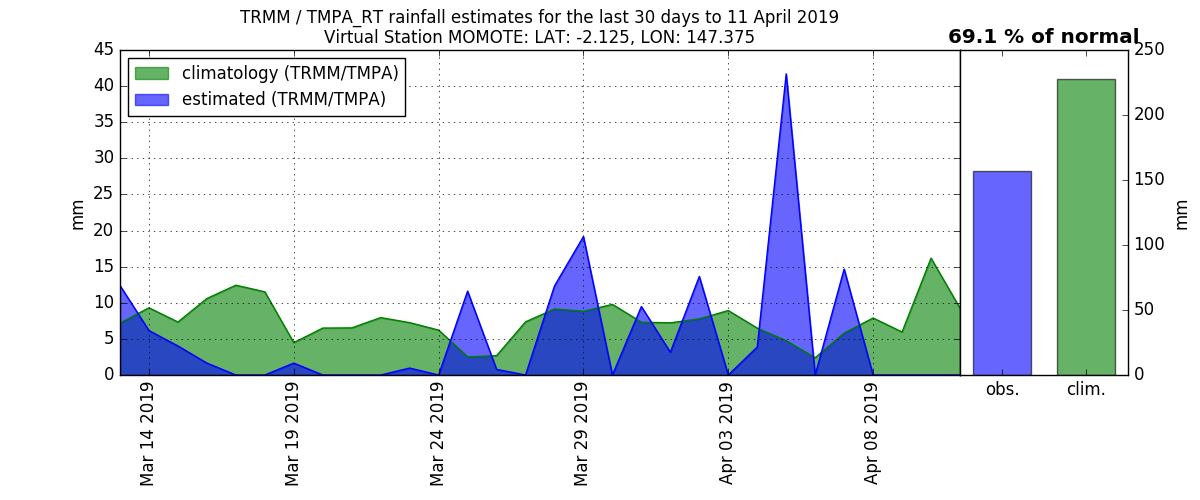 TRMM / TMPA_RT rainfall estimates for the last 30 days to 11 April 2019
Virtual Station MOMOTE: LAT: -2.125, LON: 147.375
69.1 % of normal
climatology (TRMM/TMPA)
estimated (TRMM/TMPA)
45
40
35
30
25
20
15
10
5
0
mm
Mar 14 2019
Mar 19 2019
Mar 24 2019
Mar 29 2019
Apr 03 2019
Apr 08 2019
obs.
clim.
250
200
150
100
50
0
mm